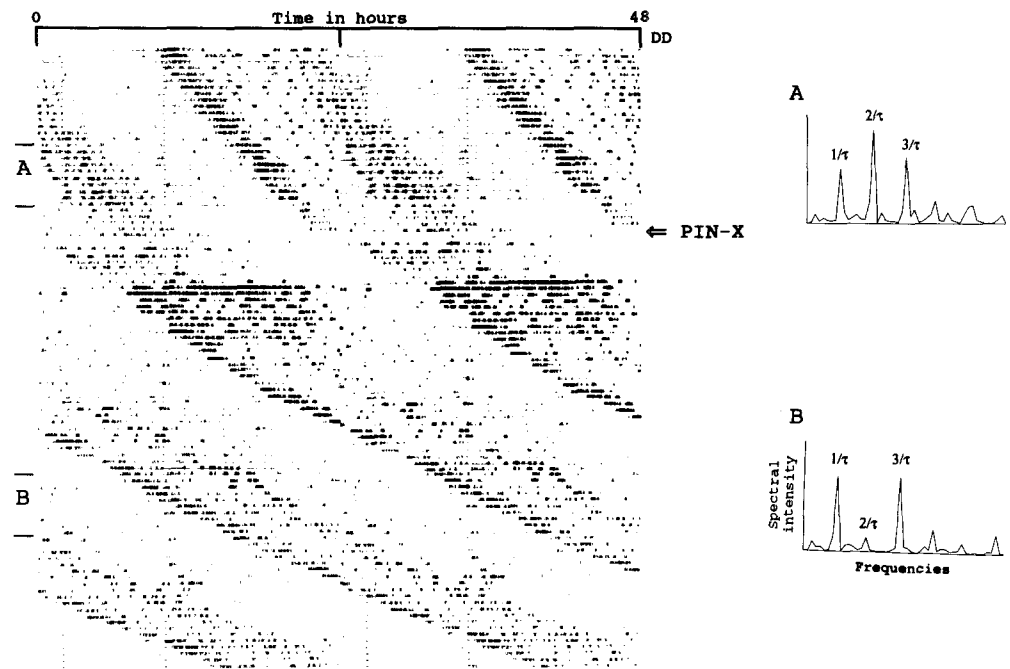 0 Time in hours 48
DD
A
B
⇐ PIN-X
A
1/τ 2/τ 3/τ
B
Spectral intensity
1/τ 2/τ 3/τ
Frequencies